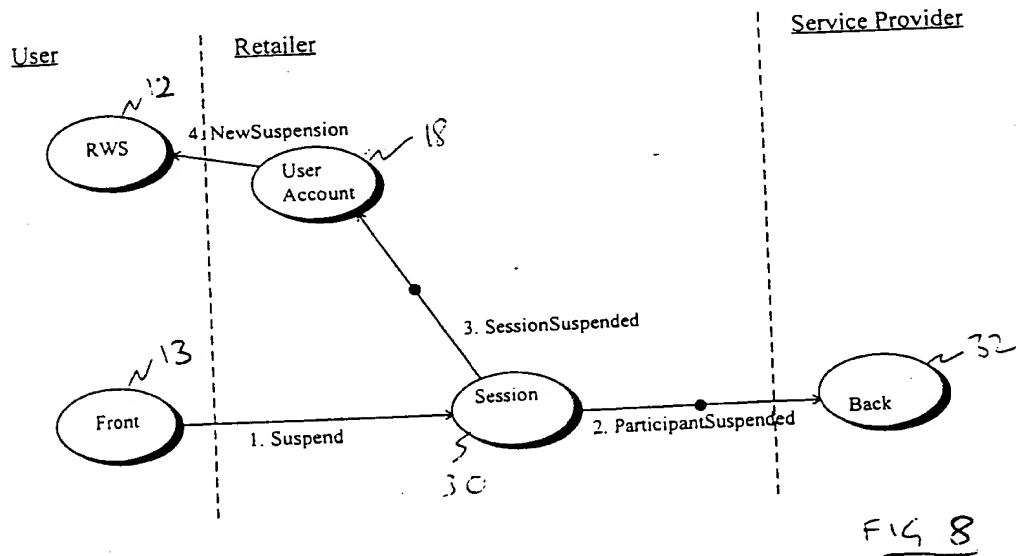 User
Retailer
Service Provider
12
RWS
4. NewSuspension
18
User
Account
3. SessionSuspended
13
32
Front
1. Suspend
Session
2. ParticipantSuspended
Back
30
FIG 8